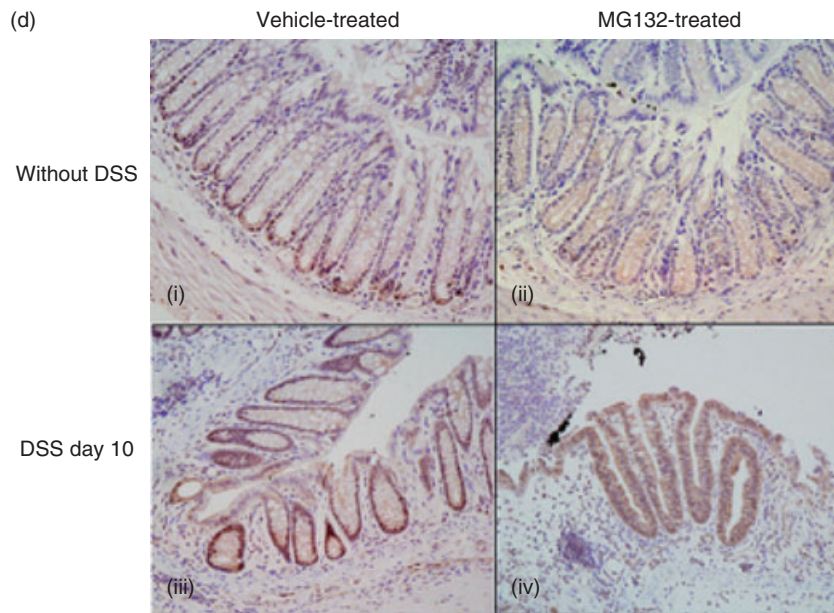 (d)
Vehicle-treated
MG132-treated
Without DSS
(i)
(ii)
DSS day 10
(iii)
(iv)